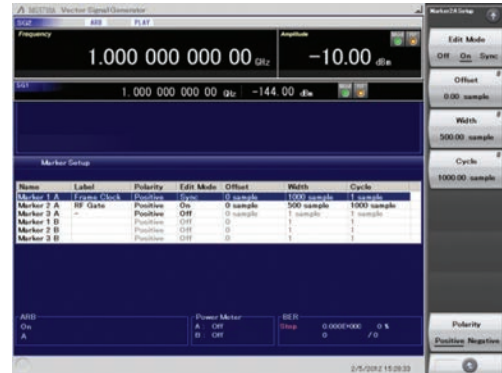 MG3710A Vector Signal Generator
SG2 ARB PLAY
Frequency
1.000 000 000 00 GHz
Amplitude
-10.00 dBm
SG1
1. 000 000 000 00 GHz -144. 00 dBm
Marker Setup
Name Label Polarity Edit Mode Offset Width Cycle
Marker 1 A Frame Clock Positive Sync 0 sample 1000 sample 1 sample
Marker 2 A RF Gate Positive On 0 sample 500 sample 1000 sample
Marker 3 A - Positive Off 0 sample 1 sample 1 sample
Marker 1 B Positive Off 0 1 1
Marker 2 B Positive Off 0 1 1
Marker 3 B Positive Off 0 1 1
ARB
On
A
Power Meter
A : Off
B : Off
BER
Stop 0.000E+000 0 %
0 / 0
2/5/2012 15:28:33
Marker2A Setup
Edit Mode
Off On Sync
Offset
0.00 sample
Width
500.00 sample
Cycle
1000.00 sample
Polarity
Positive Negative